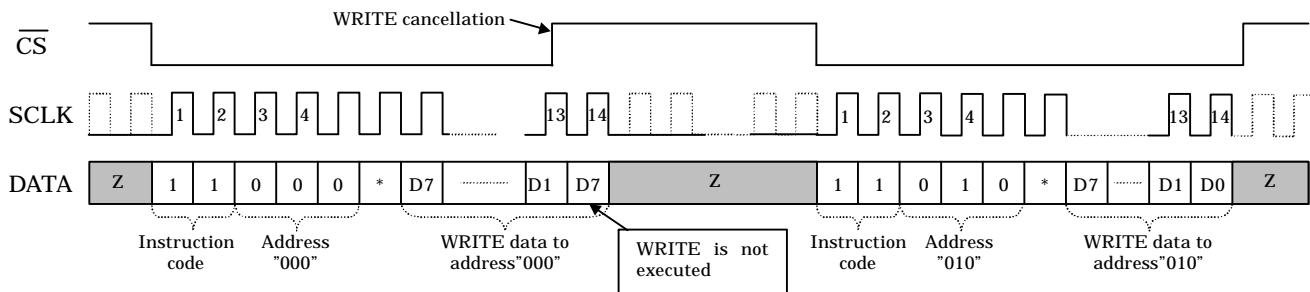 WRITE cancellation
CS
SCLK 1 2 3 4 13 14 1 2 3 4 13 14
DATA Z 1 1 0 0 0 * D7 D1 D7 Z 1 1 0 1 0 * D7 D1 D0 Z
Instruction code
Address "000"
WRITE data to address"000"
WRITE is not executed
Instruction code
Address "010"
WRITE data to address"010"